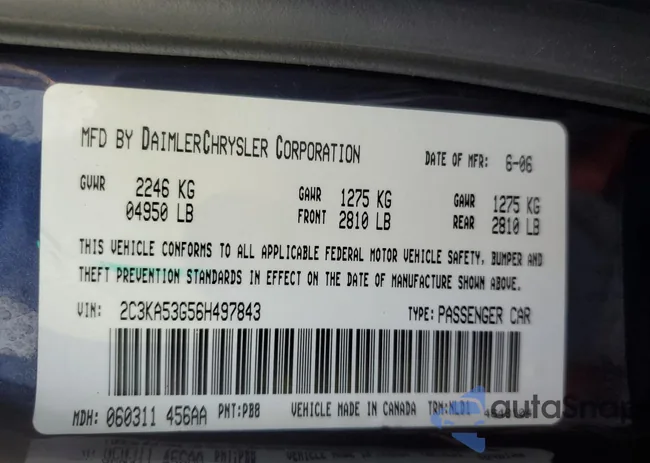 MFD BY DAIMLERCHRYSLER CORPORATION DATE OF MFR: 6-06
GVWR 2246 KG GAWR 1275 KG GAWR 1275 KG
04950 LB FRONT 2810 LB REAR 2810 LB
THIS VEHICLE CONFORMS TO ALL APPLICABLE FEDERAL MOTOR VEHICLE SAFETY, BUMPER AND
THEFT PREVENTION STANDARDS IN EFFECT ON THE DATE OF MANUFACTURE SHOWN ABOVE.
VIN: 2C3KA53G56H497843 TYPE: PASSENGER CAR
MDH: 060311 456AA PNT:PB8 VEHICLE MADE IN CANADA TRM:NLD1
autoSnap